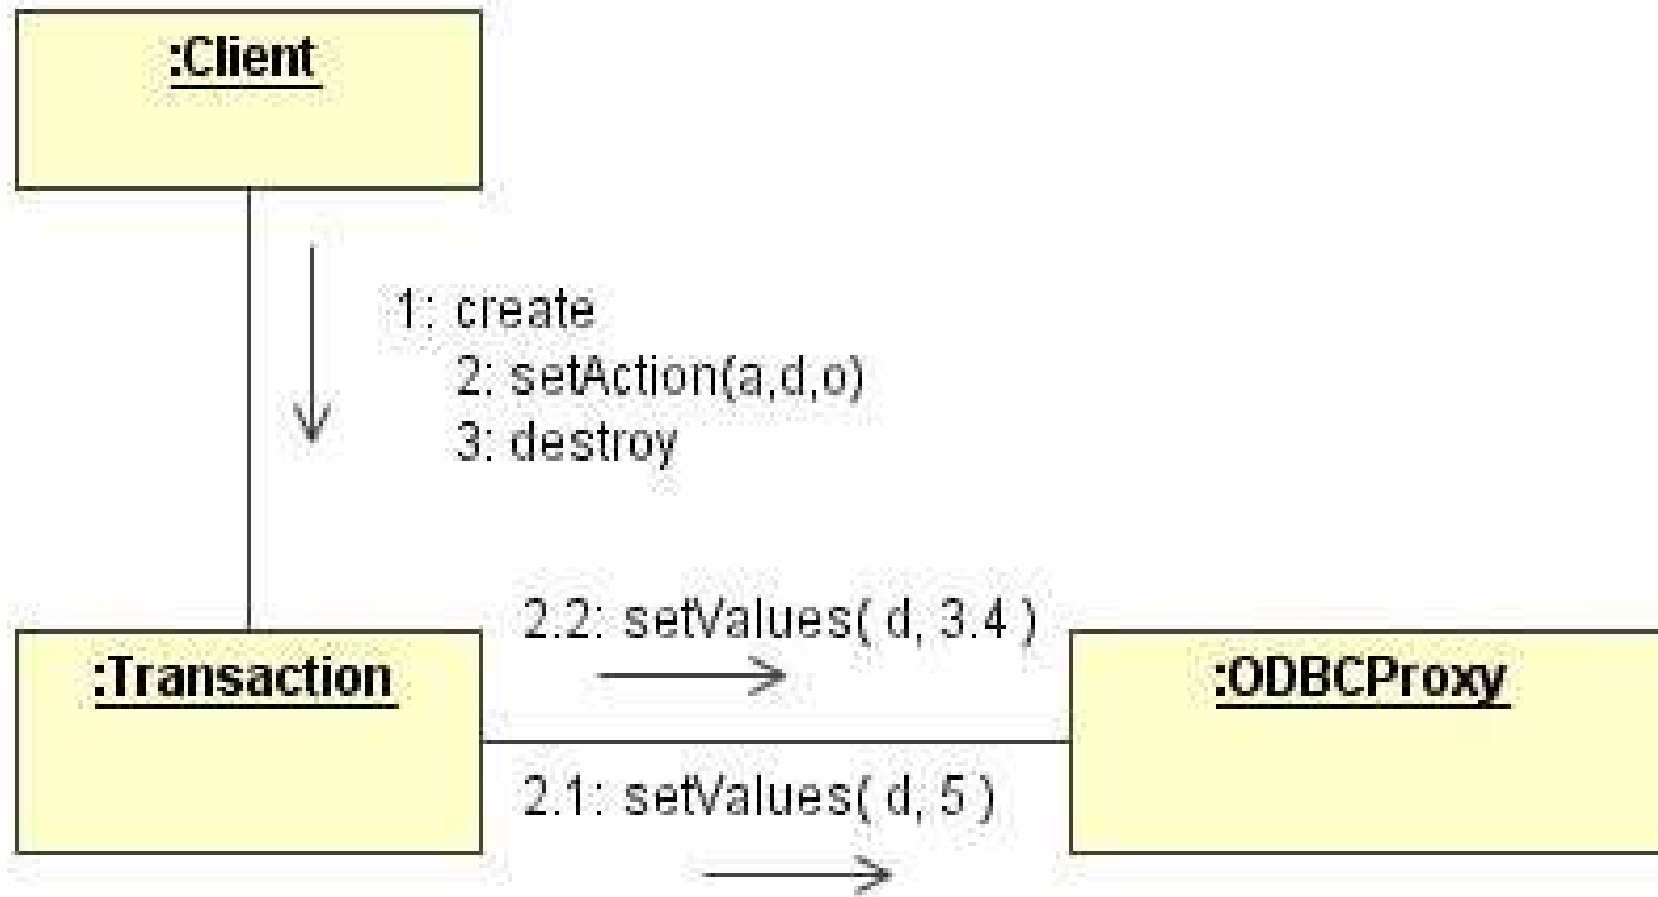 :Client
1: create
2: setAction(a,d,o)
3: destroy
2.2: setValues( d, 3.4 )
:Transaction
:ODBCProxy
2.1: setValues( d, 5 )